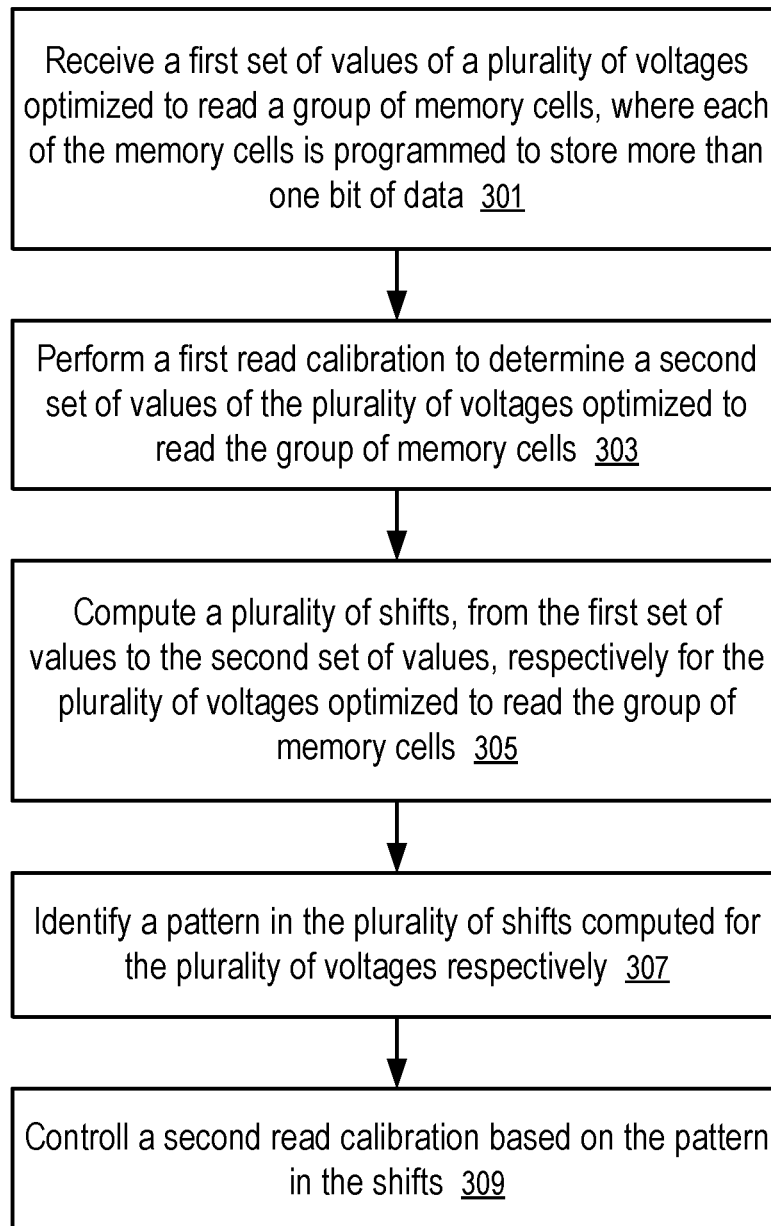 Receive a first set of values of a plurality of voltages
optimized to read a group of memory cells, where each
of the memory cells is programmed to store more than
one bit of data 301
Perform a first read calibration to determine a second
set of values of the plurality of voltages optimized to
read the group of memory cells 303
Compute a plurality of shifts, from the first set of
values to the second set of values, respectively for the
plurality of voltages optimized to read the group of
memory cells 305
Identify a pattern in the plurality of shifts computed for
the plurality of voltages respectively 307
Controll a second read calibration based on the pattern
in the shifts 309